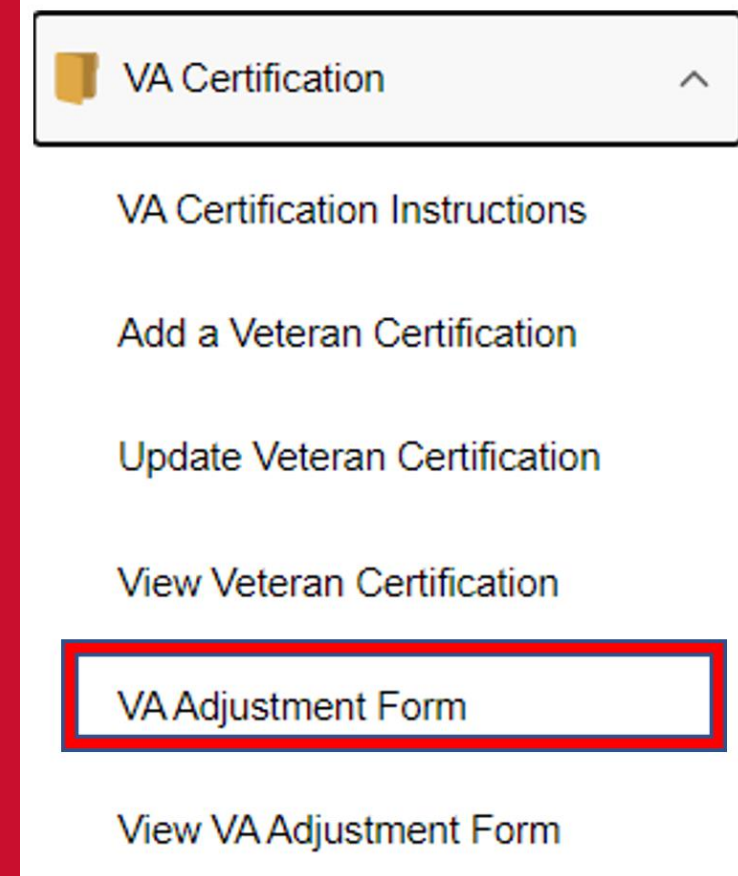 VA Certification
VA Certification Instructions
Add a Veteran Certification
Update Veteran Certification
View Veteran Certification
VA Adjustment Form
View VA Adjustment Form